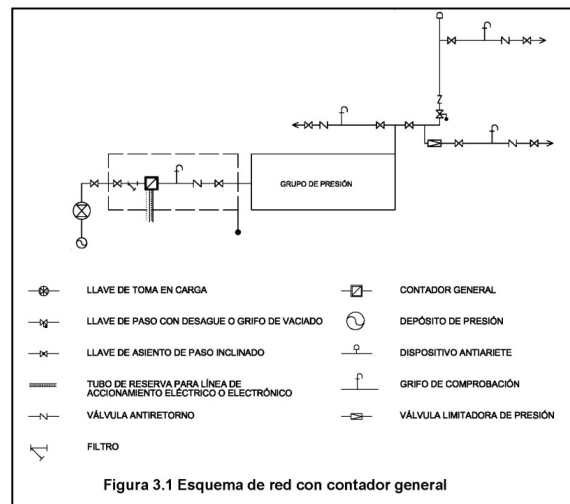 GRUPO DE PRESIÓN
LLAVE DE TOMA EN CARGA
LLAVE DE PASO CON DESAGUE O GRIFO DE VACIADO
LLAVE DE ASIENTO DE PASO INCLINADO
TUBO DE RESERVA PARA LÍNEA DE
ACCIONAMIENTO ELÉCTRICO O ELECTRÓNICO
VÁLVULA ANTIRETORNO
FILTRO
CONTADOR GENERAL
DEPÓSITO DE PRESIÓN
DISPOSITIVO ANTIARIETE
GRIFO DE COMPROBACIÓN
VÁLVULA LIMITADORA DE PRESIÓN
Figura 3.1 Esquema de red con contador general